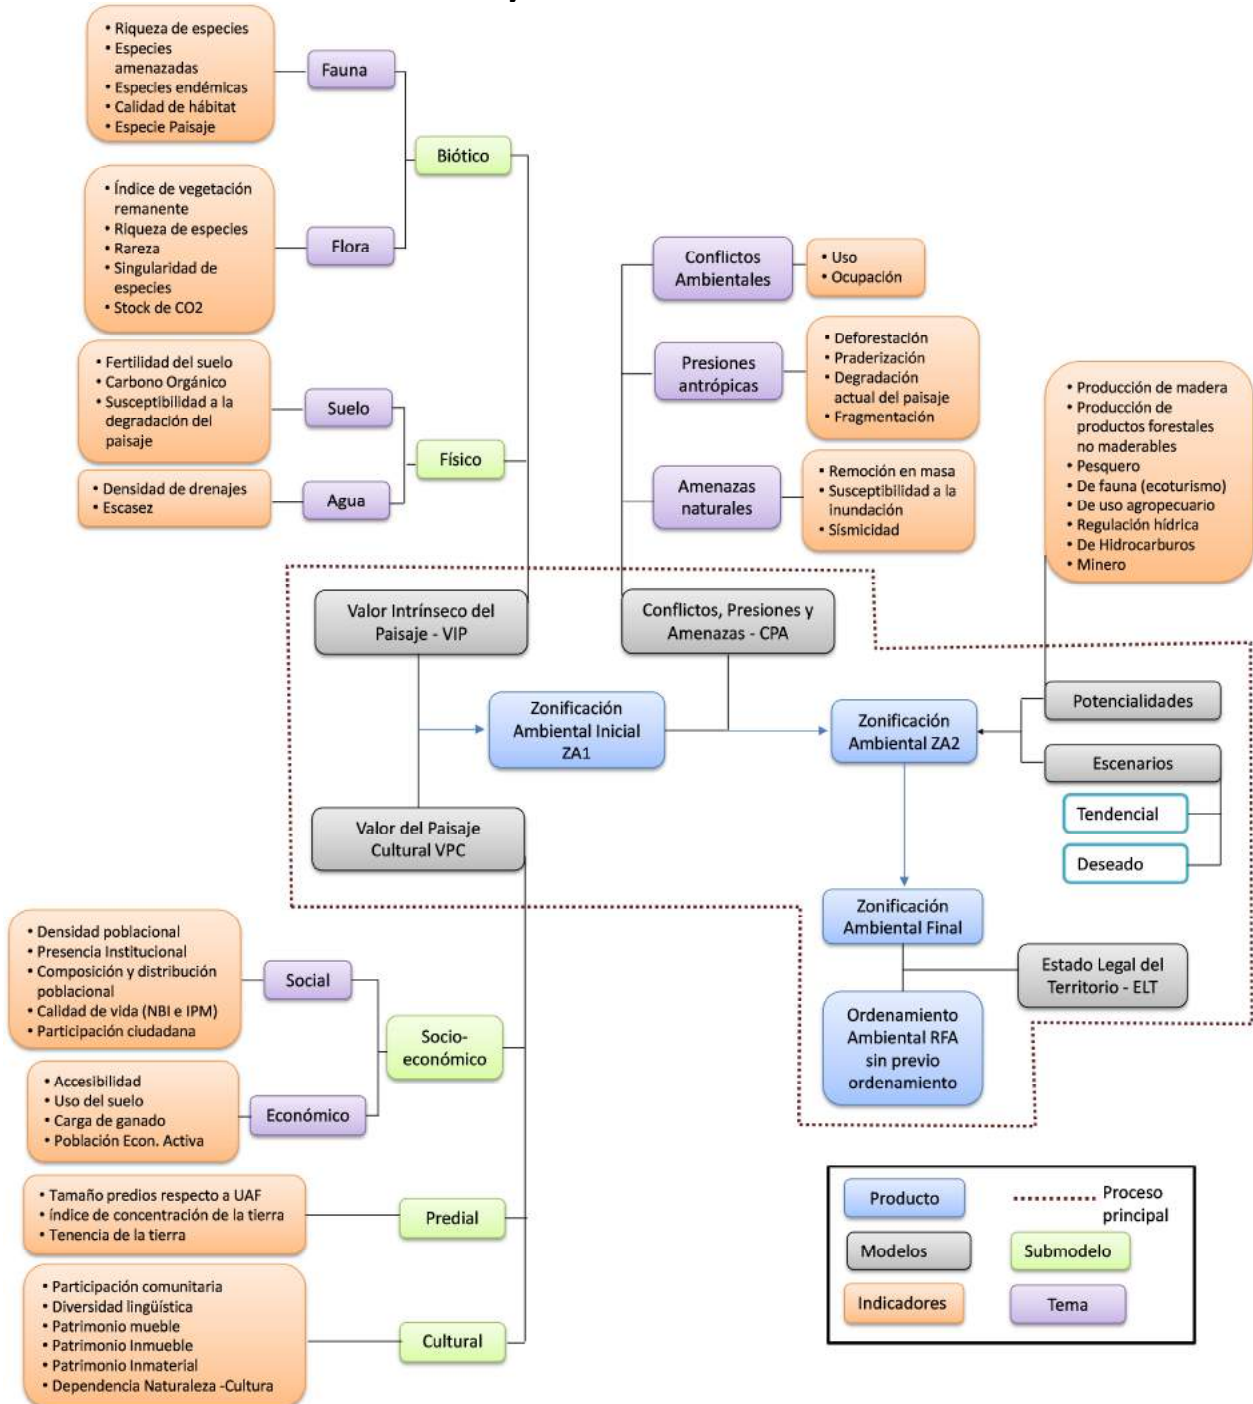 • Riqueza de especies
• Especies
amenazadas
• Especies endémicas
• Calidad de hábitat
• Especie Paisaje
Fauna
Biótico
• Índice de vegetación
remanente
• Riqueza de especies
• Rareza
• Singularidad de
especies
• Stock de CO2
Flora
• Fertilidad del suelo
• Carbono Orgánico
• Susceptibilidad a la
degradación del
paisaje
Suelo
Físico
• Densidad de drenajes
• Escasez
Agua
Conflictos
Ambientales
• Uso
• Ocupación
Presiones
antrópicas
• Deforestación
• Praderización
• Degradación
actual del paisaje
• Fragmentación
Amenazas
naturales
• Remoción en masa
• Susceptibilidad a la
inundación
• Sísmicidad
• Producción de madera
• Producción de
productos forestales
no maderables
• Pesquero
• De fauna (ecoturismo)
• De uso agropecuario
• Regulación hídrica
• De Hidrocarburos
• Minero
Valor Intrínseco del
Paisaje - VIP
Conflictos, Presiones y
Amenazas - CPA
Zonificación
Ambiental Inicial
ZA1
Zonificación
Ambiental ZA2
Potencialidades
Escenarios
Tendencial
Deseado
Valor del Paisaje
Cultural VPC
Zonificación
Ambiental Final
Estado Legal del
Territorio - ELT
Ordenamiento
Ambiental RFA
sin previo
ordenamiento
• Densidad poblacional
• Presencia Institucional
• Composición y distribución
poblacional
• Calidad de vida (NBI e IPM)
• Participación ciudadana
Social
Socio-
económico
• Accesibilidad
• Uso del suelo
• Carga de ganado
• Población Econ. Activa
Económico
• Tamaño predios respecto a UAF
• índice de concentración de la tierra
• Tenencia de la tierra
Predial
• Participación comunitaria
• Diversidad lingüística
• Patrimonio mueble
• Patrimonio Inmueble
• Patrimonio Inmaterial
• Dependencia Naturaleza -Cultura
Cultural
Producto
Proceso
principal
Modelos
Submodelo
Indicadores
Tema